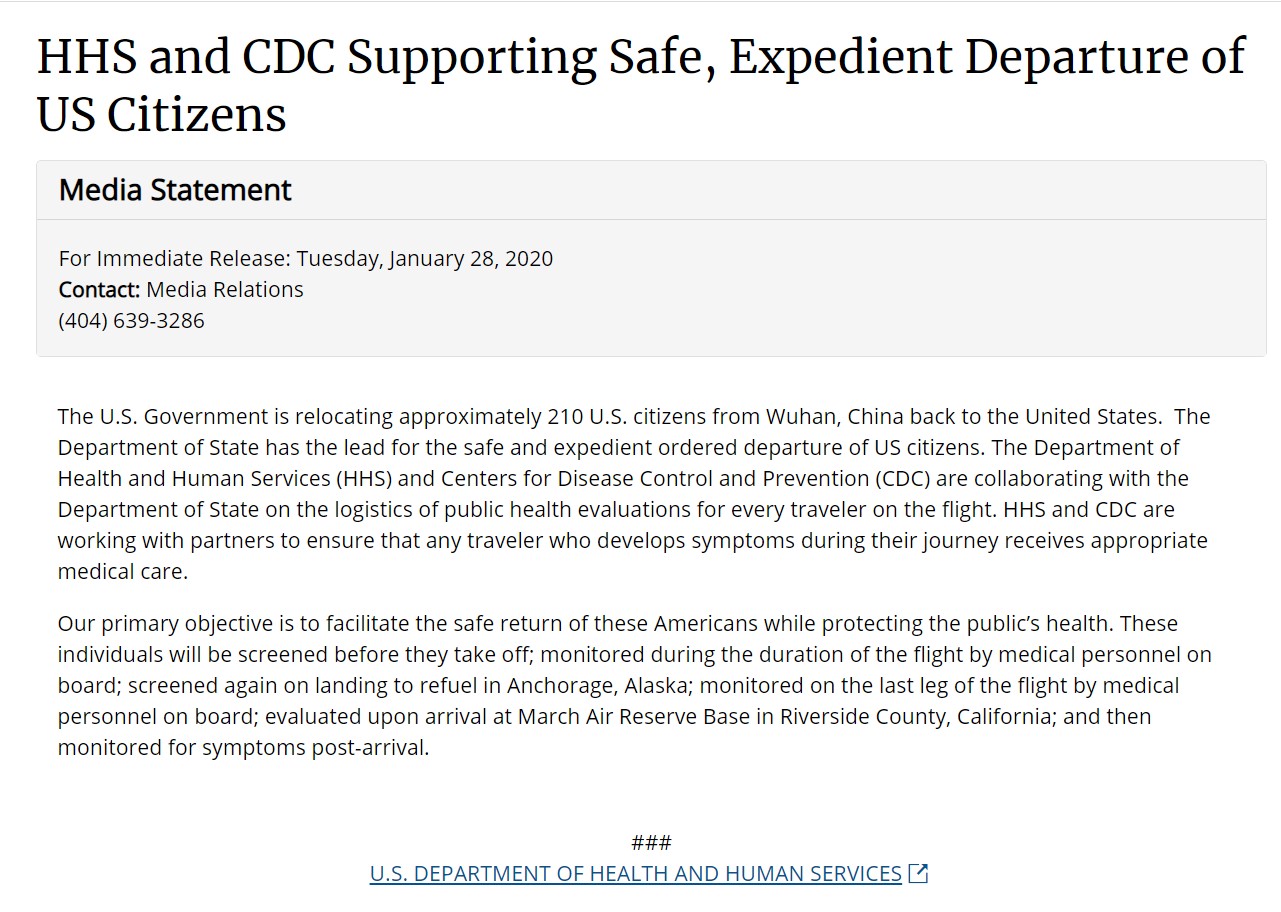 HHS and CDC Supporting Safe, Expedient Departure of
US Citizens
Media Statement
For Immediate Release: Tuesday, January 28, 2020
Contact: Media Relations
(404) 639-3286
The U.S. Government is relocating approximately 210 U.S. citizens from Wuhan, China back to the United States.  The
Department of State has the lead for the safe and expedient ordered departure of US citizens. The Department of
Health and Human Services (HHS) and Centers for Disease Control and Prevention (CDC) are collaborating with the
Department of State on the logistics of public health evaluations for every traveler on the flight. HHS and CDC are
working with partners to ensure that any traveler who develops symptoms during their journey receives appropriate
medical care.
Our primary objective is to facilitate the safe return of these Americans while protecting the public’s health. These
individuals will be screened before they take off; monitored during the duration of the flight by medical personnel on
board; screened again on landing to refuel in Anchorage, Alaska; monitored on the last leg of the flight by medical
personnel on board; evaluated upon arrival at March Air Reserve Base in Riverside County, California; and then
monitored for symptoms post-arrival.
###
U.S. DEPARTMENT OF HEALTH AND HUMAN SERVICES